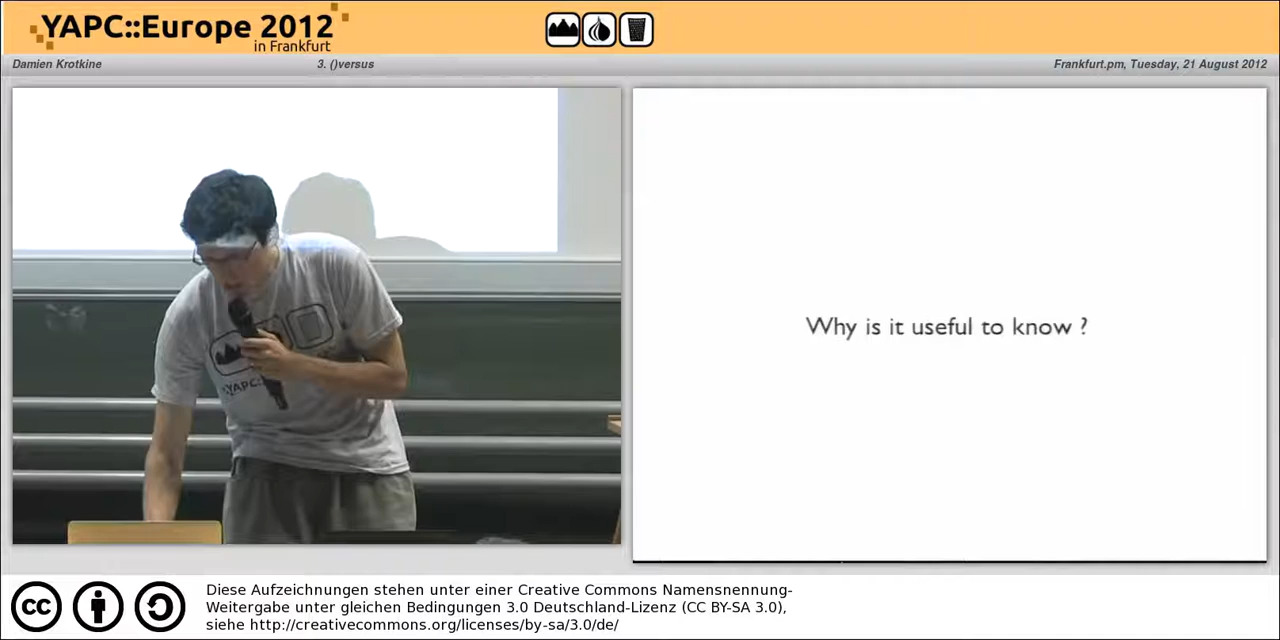 YAPC::Europe 2012
in Frankfurt
Damien Krotkine
3. ()versus
Frankfurt.pm, Tuesday, 21 August 2012
YAPC:
Why is it useful to know ?
cc
Diese Aufzeichnungen stehen unter einer Creative Commons Namensnennung-
Weitergabe unter gleichen Bedingungen 3.0 Deutschland-Lizenz (CC BY-SA 3.0),
siehe http://creativecommons.org/licenses/by-sa/3.0/de/